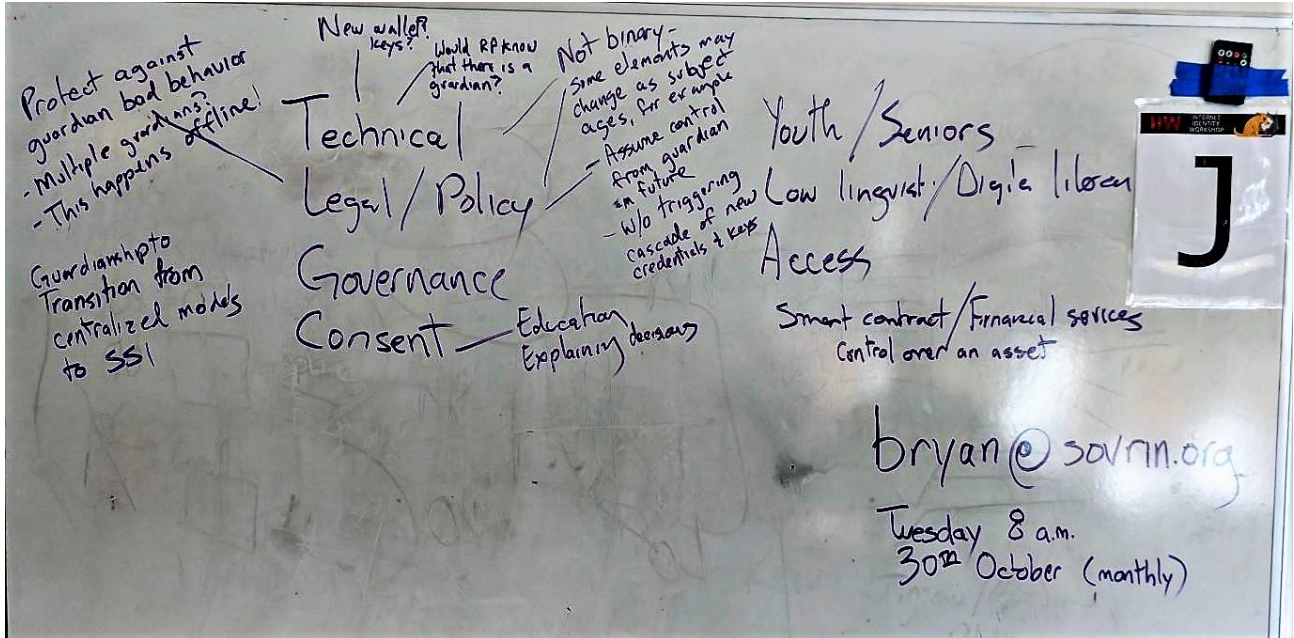 Protect against
guardian bad behavior
- Multiple guardians?
- This happens offline!
Guardianship to
Transition from
centralized models
to SSI
New wallet?
keys?
Would RP know
that there is a
guardian?
Technical
Legal/Policy
Governance
Consent
Education
Explaining decisions
Not binary -
some elements may
change as subject
ages, for example
- Assume control
from guardian
in future
- w/o triggering
cascade of new
credentials & keys
Youth/Seniors
Low linguist./Digia literacy
Access
Smart contract/Financial services
Control over an asset
bryan@sovrin.org
Tuesday 8 a.m.
30th October (monthly)
IIW INTERNET
IDENTITY
WORKSHOP
J